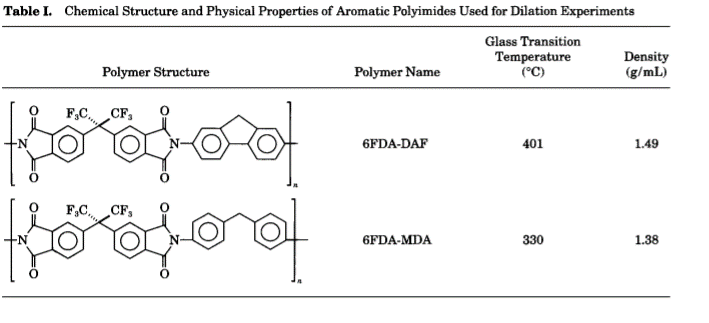 Table I. Chemical Structure and Physical Properties of Aromatic Polyimides Used for Dilation Experiments
Polymer Structure
Polymer Name
Glass Transition
Temperature
(°C)
Density
(g/mL)
O F₃C CF₃ O
N N
O O
n
6FDA-DAF
401
1.49
O F₃C CF₃ O
N N
O O
n
6FDA-MDA
330
1.38